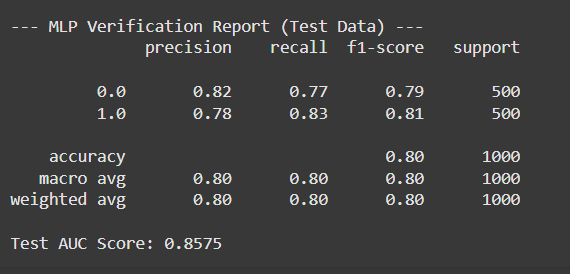 --- MLP Verification Report (Test Data) ---
precision recall f1-score support
0.0 0.82 0.77 0.79 500
1.0 0.78 0.83 0.81 500
accuracy 0.80 1000
macro avg 0.80 0.80 0.80 1000
weighted avg 0.80 0.80 0.80 1000
Test AUC Score: 0.8575